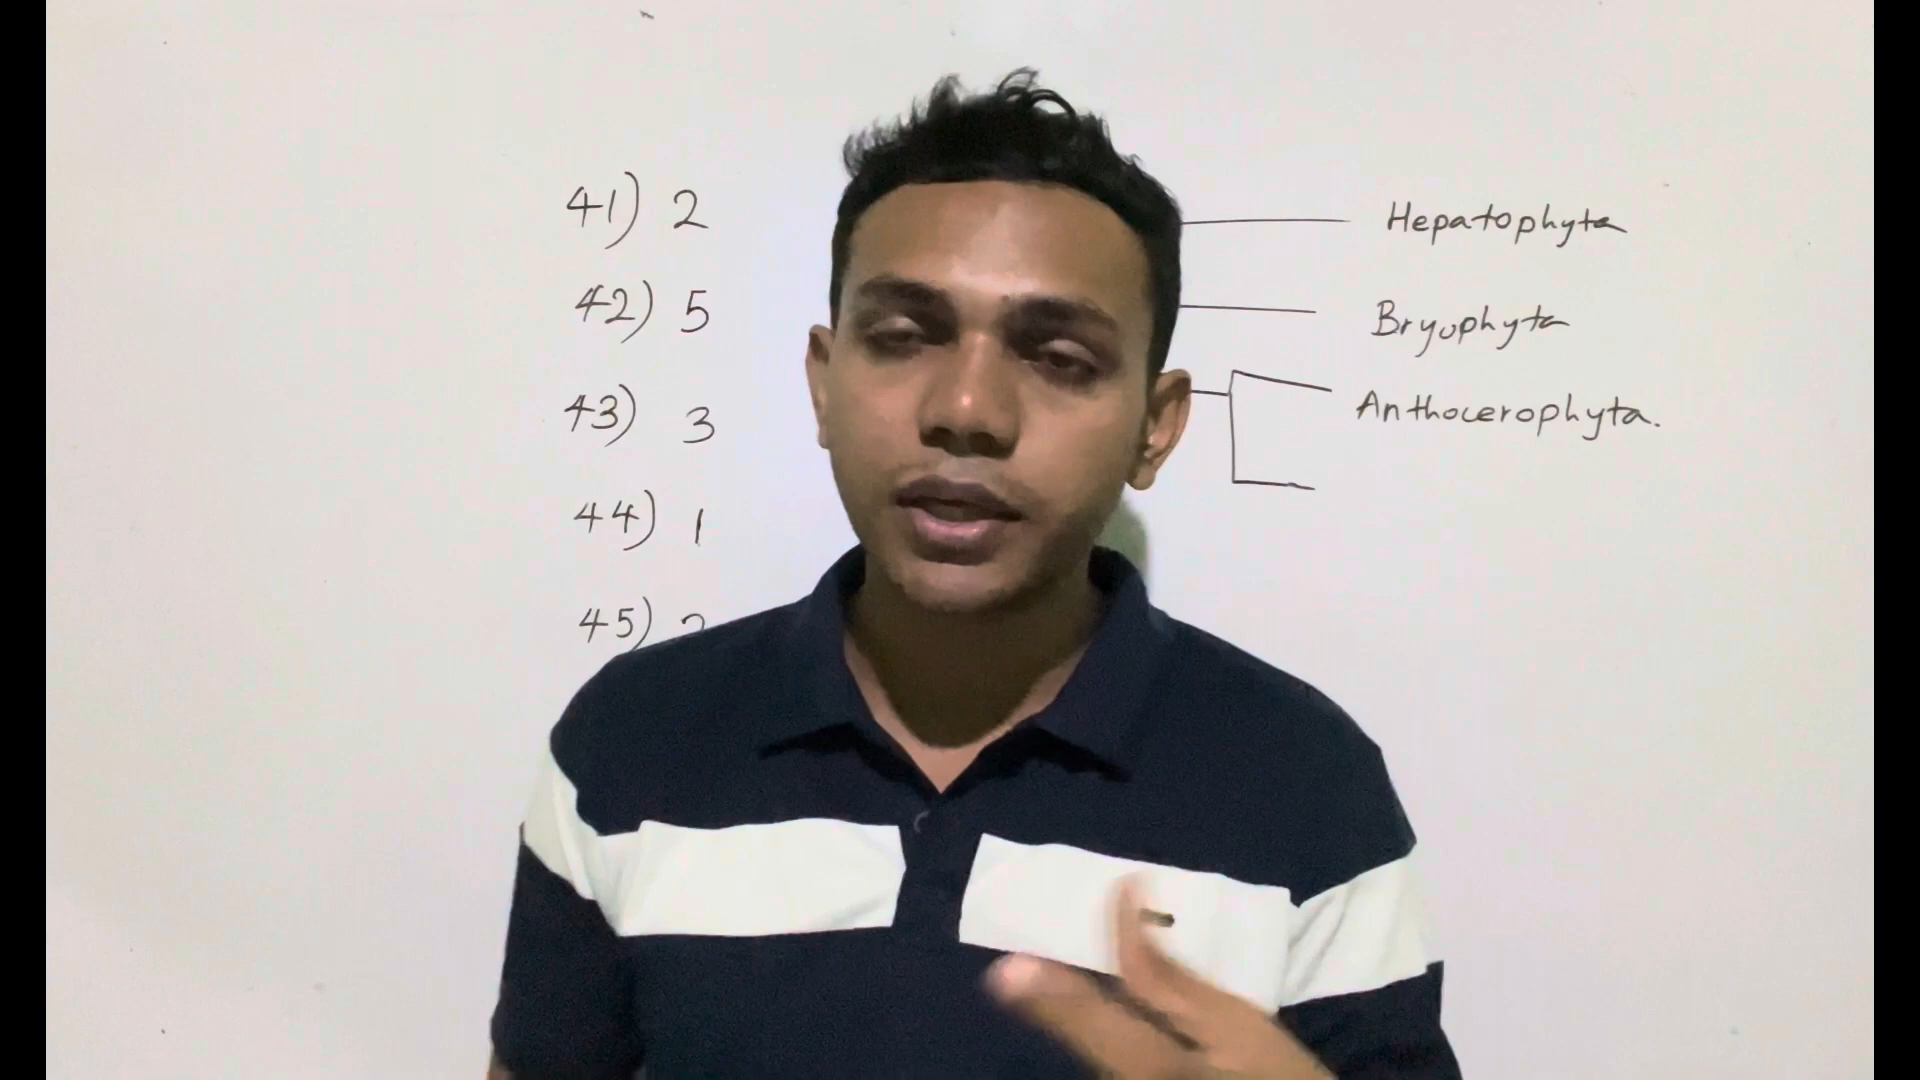 41) 2
42) 5
43) 3
44) 1
45)
Hepatophyta
Bryophyta
Anthocerophyta.